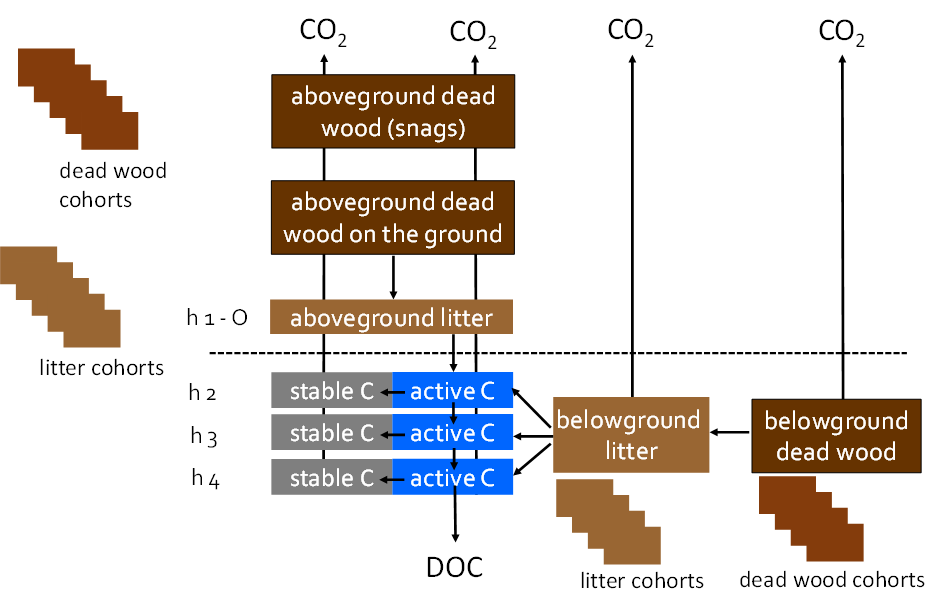 CO2
CO2
CO2
CO2
aboveground dead
wood (snags)
dead wood
cohorts
aboveground dead
wood on the ground
h 1 - O
aboveground litter
litter cohorts
h 2
stable C
active C
h 3
stable C
active C
h 4
stable C
active C
belowground
litter
belowground
dead wood
DOC
litter cohorts
dead wood cohorts